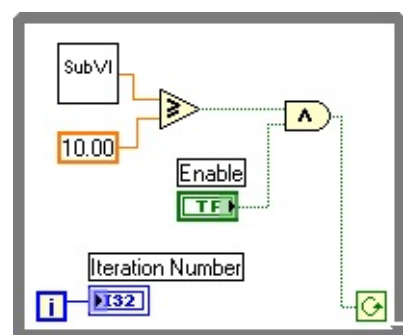 SubVI
10.00
Enable
TF
Iteration Number
i
I32